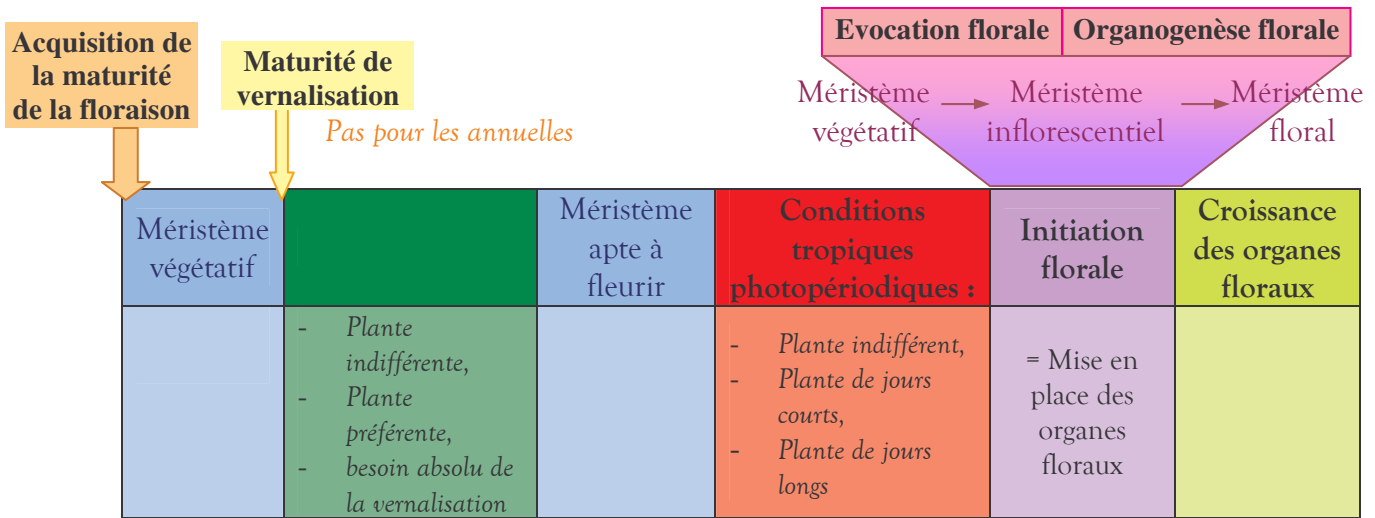 Acquisition de
la maturité
de la floraison
Maturité de
vernalisation
Pas pour les annuelles
Evocation florale
Organogenèse florale
Méristème
végétatif
Méristème
inflorescentiel
Méristème
floral
Méristème
végétatif
Méristème
apte à
fleurir
Conditions
tropiques
photopériodiques :
Initiation
florale
Croissance
des organes
floraux
- Plante
indifférente,
- Plante
préférente,
- besoin absolu de
la vernalisation
- Plante indifférent,
- Plante de jours
courts,
- Plante de jours
longs
= Mise en
place des
organes
floraux